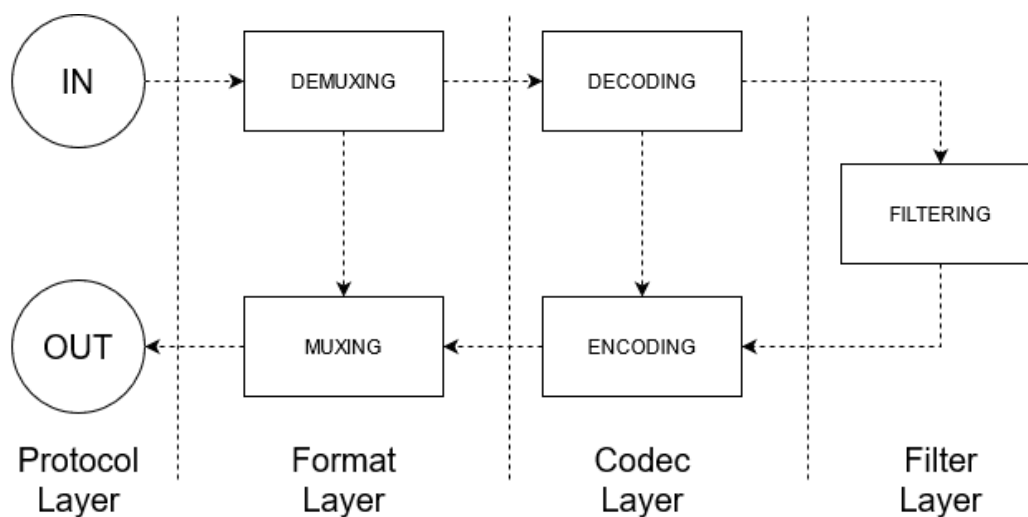 IN
DEMUXING
DECODING
FILTERING
OUT
MUXING
ENCODING
Protocol
Layer
Format
Layer
Codec
Layer
Filter
Layer